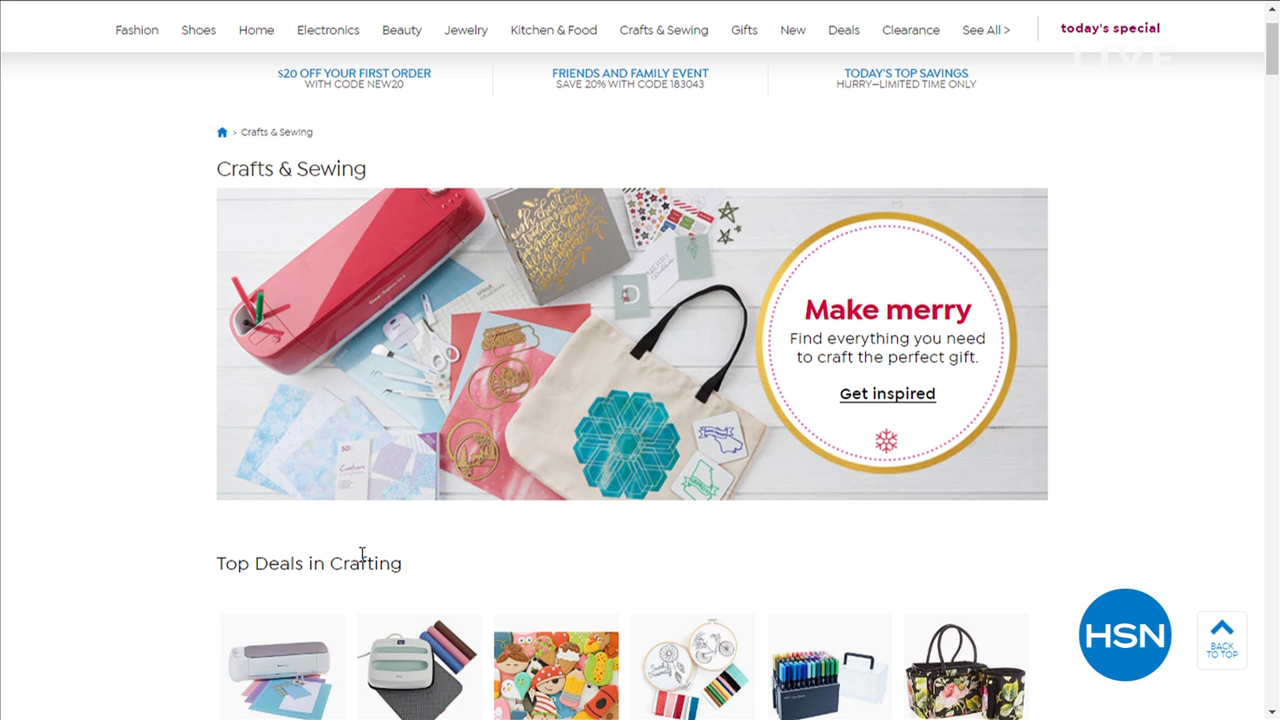 Fashion Shoes Home Electronics Beauty Jewelry Kitchen & Food Crafts & Sewing Gifts New Deals Clearance See All > today's special
LIVE
$20 OFF YOUR FIRST ORDER
WITH CODE NEW20
FRIENDS AND FAMILY EVENT
SAVE 20% WITH CODE 183043
TODAY'S TOP SAVINGS
HURRY—LIMITED TIME ONLY
> Crafts & Sewing
Crafts & Sewing
Make merry
Find everything you need
to craft the perfect gift.
Get inspired
50
Top Deals in Crafting
HSN
BACK
TO TOP